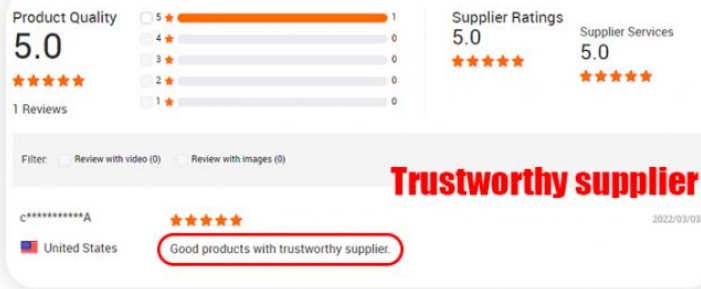 Product Quality
5.0
1 Reviews
5 1
4 0
3 0
2 0
1 0
Supplier Ratings
5.0
Supplier Services
5.0
Filter: Review with video (0) Review with images (0)
Trustworthy supplier
c***********A
2022/03/03
United States
Good products with trustworthy supplier.